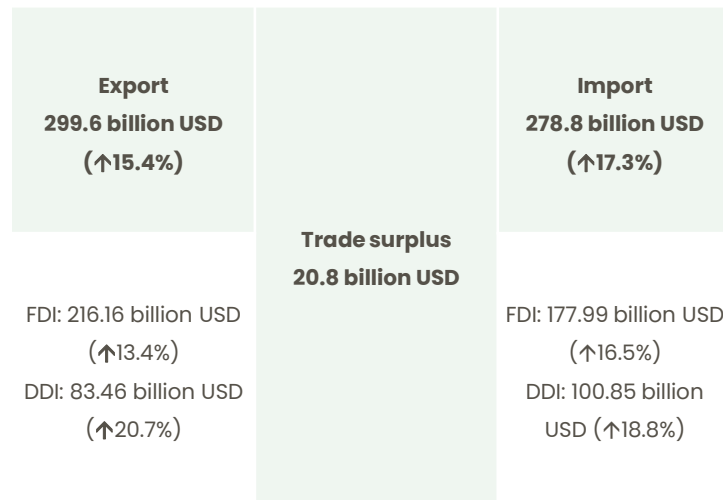 Export
299.6 billion USD
(↑15.4%)
FDI: 216.16 billion USD
(↑13.4%)
DDI: 83.46 billion USD
(↑20.7%)
Trade surplus
20.8 billion USD
Import
278.8 billion USD
(↑17.3%)
FDI: 177.99 billion USD
(↑16.5%)
DDI: 100.85 billion
USD (↑18.8%)